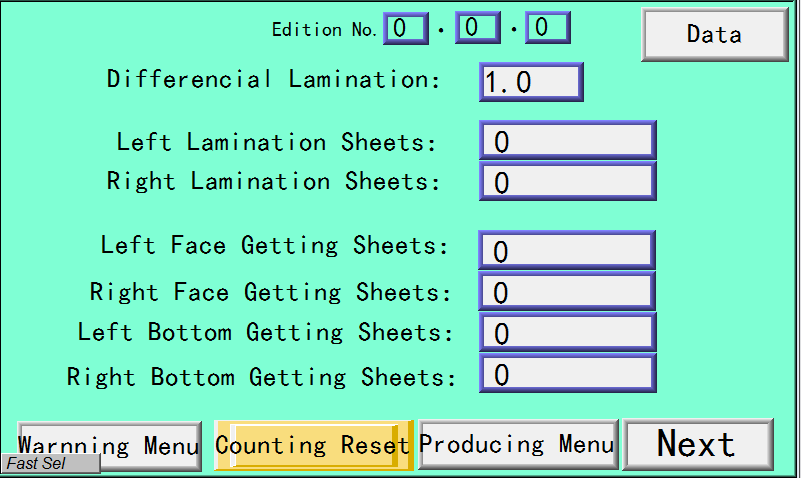 Edition No. 0 . 0 . 0
Data
Differencial Lamination: 1.0
Left Lamination Sheets: 0
Right Lamination Sheets: 0
Left Face Getting Sheets: 0
Right Face Getting Sheets: 0
Left Bottom Getting Sheets: 0
Right Bottom Getting Sheets: 0
Warnning Menu Counting Reset Producing Menu Next
Fast Sel